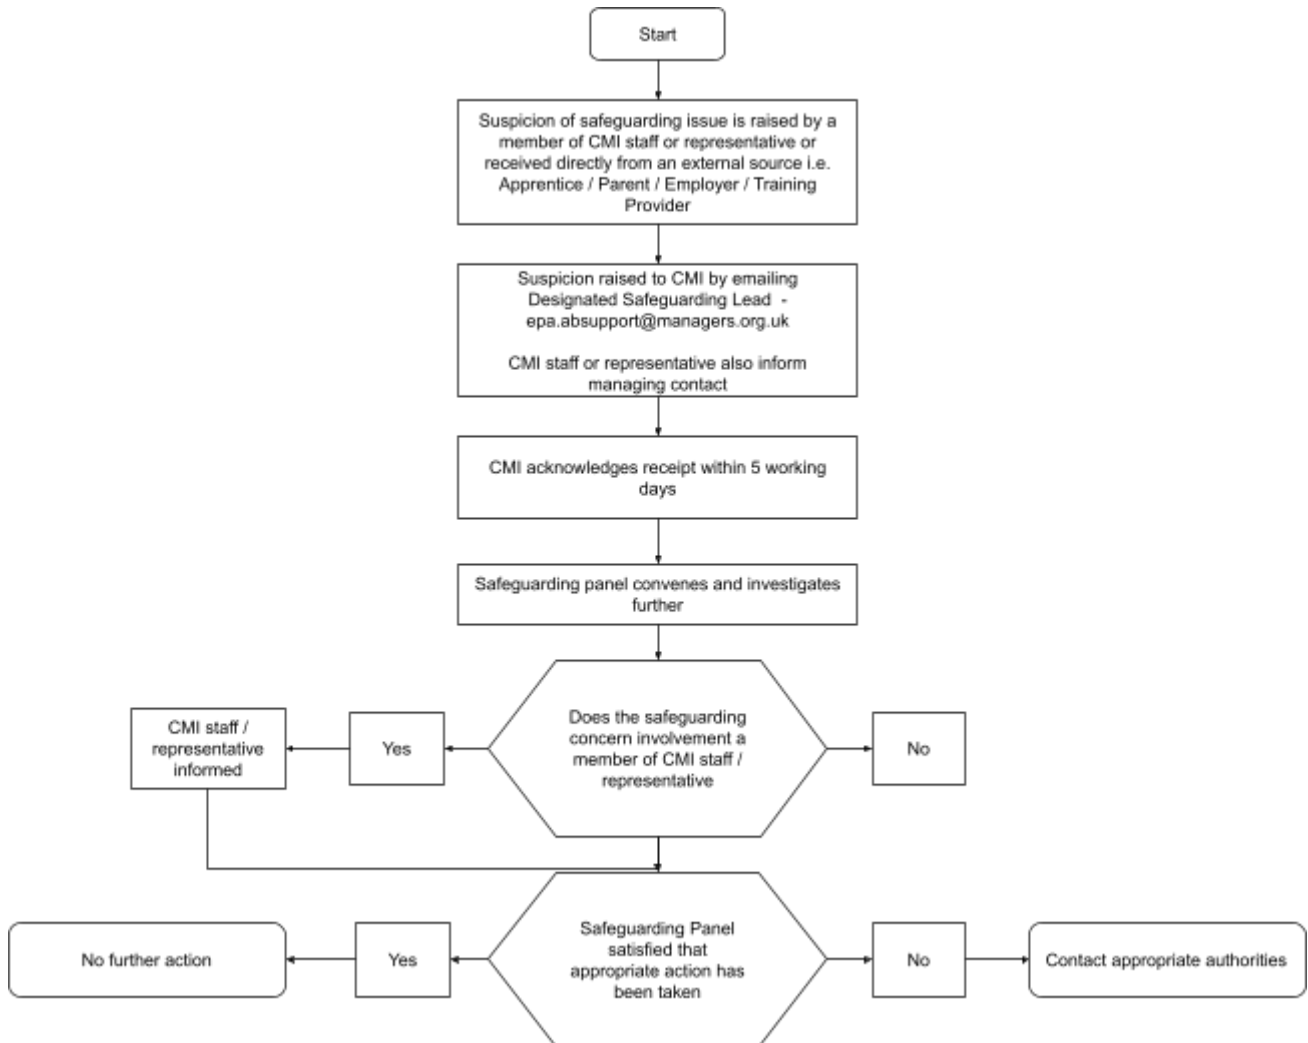 Start
Suspicion of safeguarding issue is raised by a
member of CMI staff or representative or
received directly from an external source i.e.
Apprentice / Parent / Employer / Training
Provider
Suspicion raised to CMI by emailing
Designated Safeguarding Lead -
epa.absupport@managers.org.uk
CMI staff or representative also inform
managing contact
CMI acknowledges receipt within 5 working
days
Safeguarding panel convenes and investigates
further
CMI staff /
representative
informed
Yes
Does the safeguarding
concern involvement a
member of CMI staff /
representative
No
No further action
Yes
Safeguarding Panel
satisfied that
appropriate action has
been taken
No
Contact appropriate authorities